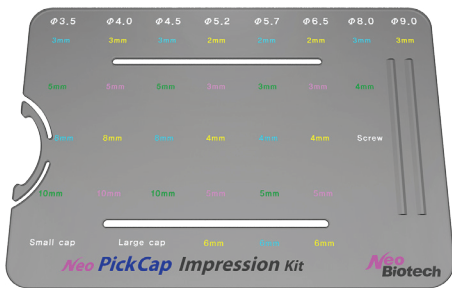 Φ3.5 Φ4.0 Φ4.5 Φ5.2 Φ5.7 Φ6.5 Φ8.0 Φ9.0
3mm 3mm 3mm 2mm 2mm 2mm 3mm 3mm
5mm 5mm 5mm 3mm 3mm 3mm 4mm
8mm 8mm 8mm 4mm 4mm 4mm Screw
10mm 10mm 10mm 5mm 5mm
Small cap Large cap 6mm 6mm
Neo PickCap Impression Kit
Neo Biotech